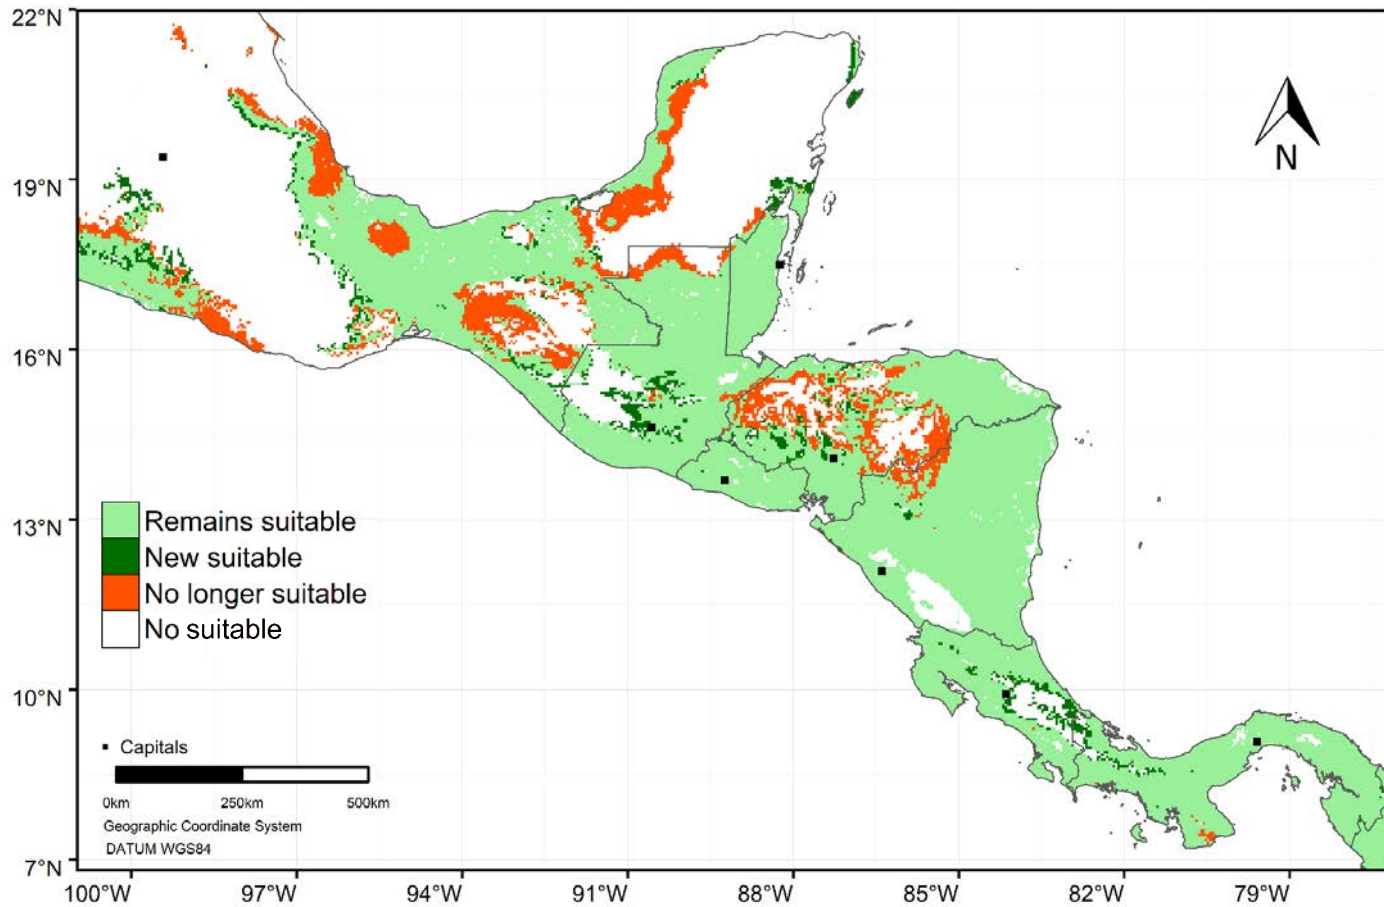 22°N
19°N
16°N
13°N
10°N
7°N
N
Remains suitable
New suitable
No longer suitable
No suitable
Capitals
0km 250km 500km
Geographic Coordinate System
DATUM WGS84
100°W 97°W 94°W 91°W 88°W 85°W 82°W 79°W